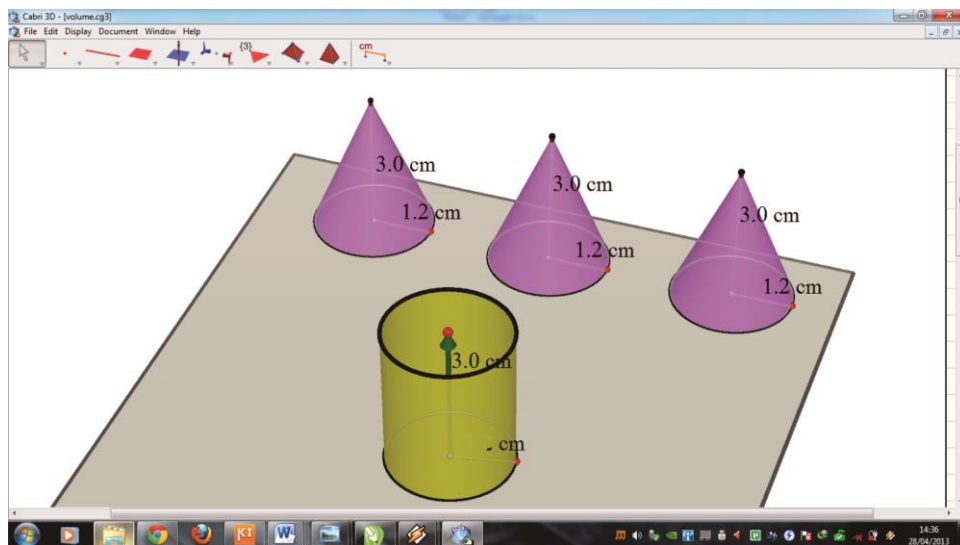 Cabri 3D - [volume.cg3]
File Edit Display Document Window Help
{3}
cm
3.0 cm
3.0 cm
1.2 cm
3.0 cm
1.2 cm
1.2 cm
3.0 cm
cm
14:36
28/04/2013